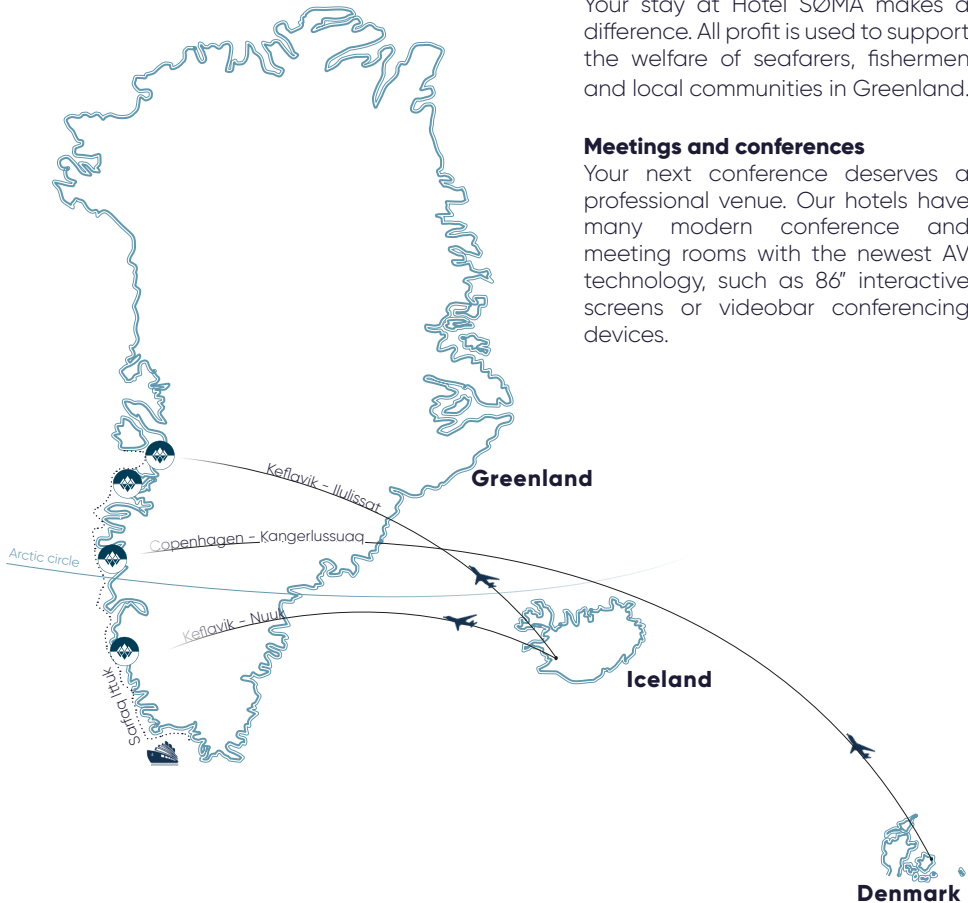 Your stay at Hotel SØMA makes a
difference. All profit is used to support
the welfare of seafarers, fishermen
and local communities in Greenland.
Meetings and conferences
Your next conference deserves a
professional venue. Our hotels have
many modern conference and
meeting rooms with the newest AV
technology, such as 86” interactive
screens or videobar conferencing
devices.
Keflavik - Ilulissat
Greenland
Copenhagen - Kangerlussuaq
Arctic circle
Keflavik - Nuuk
Iceland
Sarfaq Ittuk
Denmark